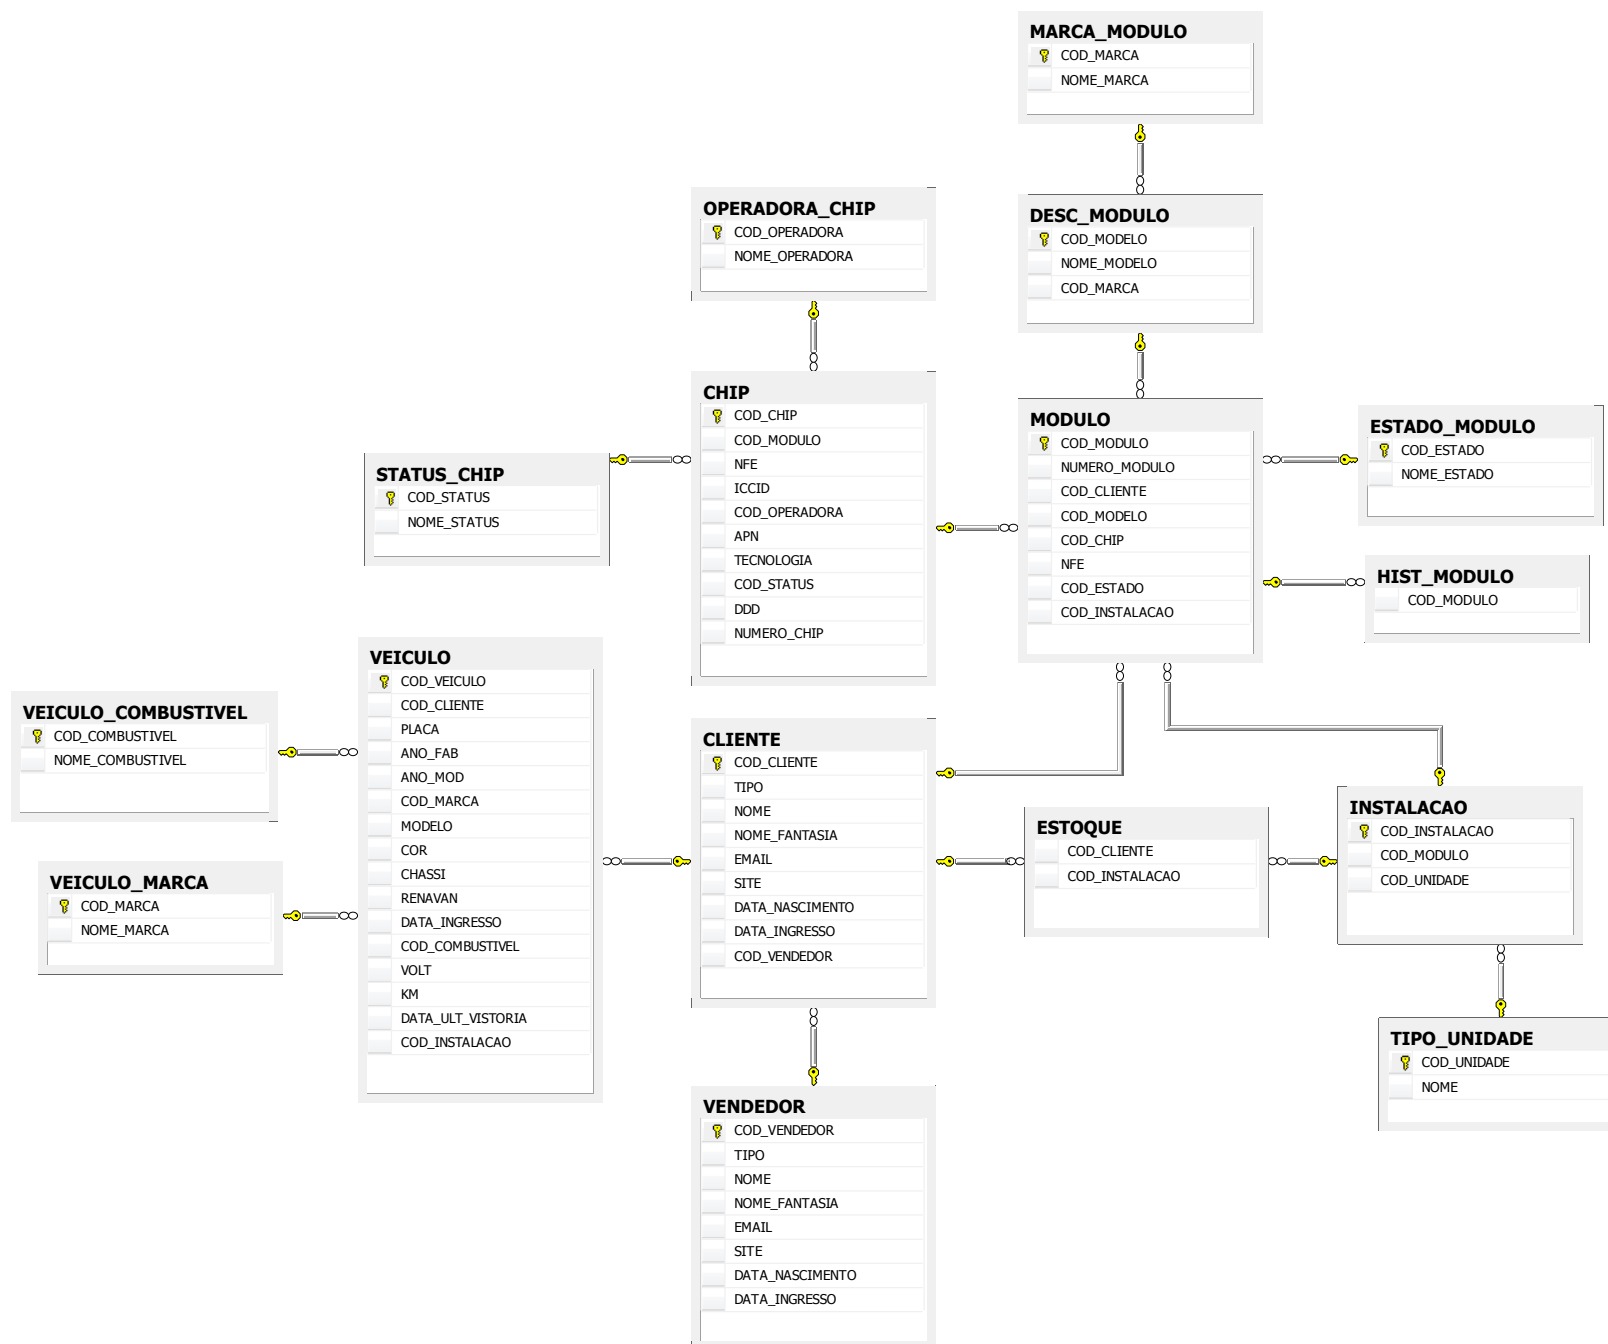 MARCA_MODULO
COD_MARCA
NOME_MARCA
OPERADORA_CHIP
COD_OPERADORA
NOME_OPERADORA
DESC_MODULO
COD_MODELO
NOME_MODELO
COD_MARCA
CHIP
COD_CHIP
COD_MODULO
NFE
ICCID
COD_OPERADORA
APN
TECNOLOGIA
COD_STATUS
DDD
NUMERO_CHIP
MODULO
COD_MODULO
NUMERO_MODULO
COD_CLIENTE
COD_MODELO
COD_CHIP
NFE
COD_ESTADO
COD_INSTALACAO
ESTADO_MODULO
COD_ESTADO
NOME_ESTADO
STATUS_CHIP
COD_STATUS
NOME_STATUS
HIST_MODULO
COD_MODULO
VEICULO
COD_VEICULO
COD_CLIENTE
PLACA
ANO_FAB
ANO_MOD
COD_MARCA
MODELO
COR
CHASSI
RENAVAN
DATA_INGRESSO
COD_COMBUSTIVEL
VOLT
KM
DATA_ULT_VISTORIA
COD_INSTALACAO
VEICULO_COMBUSTIVEL
COD_COMBUSTIVEL
NOME_COMBUSTIVEL
VEICULO_MARCA
COD_MARCA
NOME_MARCA
CLIENTE
COD_CLIENTE
TIPO
NOME
NOME_FANTASIA
EMAIL
SITE
DATA_NASCIMENTO
DATA_INGRESSO
COD_VENDEDOR
ESTOQUE
COD_CLIENTE
COD_INSTALACAO
INSTALACAO
COD_INSTALACAO
COD_MODULO
COD_UNIDADE
TIPO_UNIDADE
COD_UNIDADE
NOME
VENDEDOR
COD_VENDEDOR
TIPO
NOME
NOME_FANTASIA
EMAIL
SITE
DATA_NASCIMENTO
DATA_INGRESSO